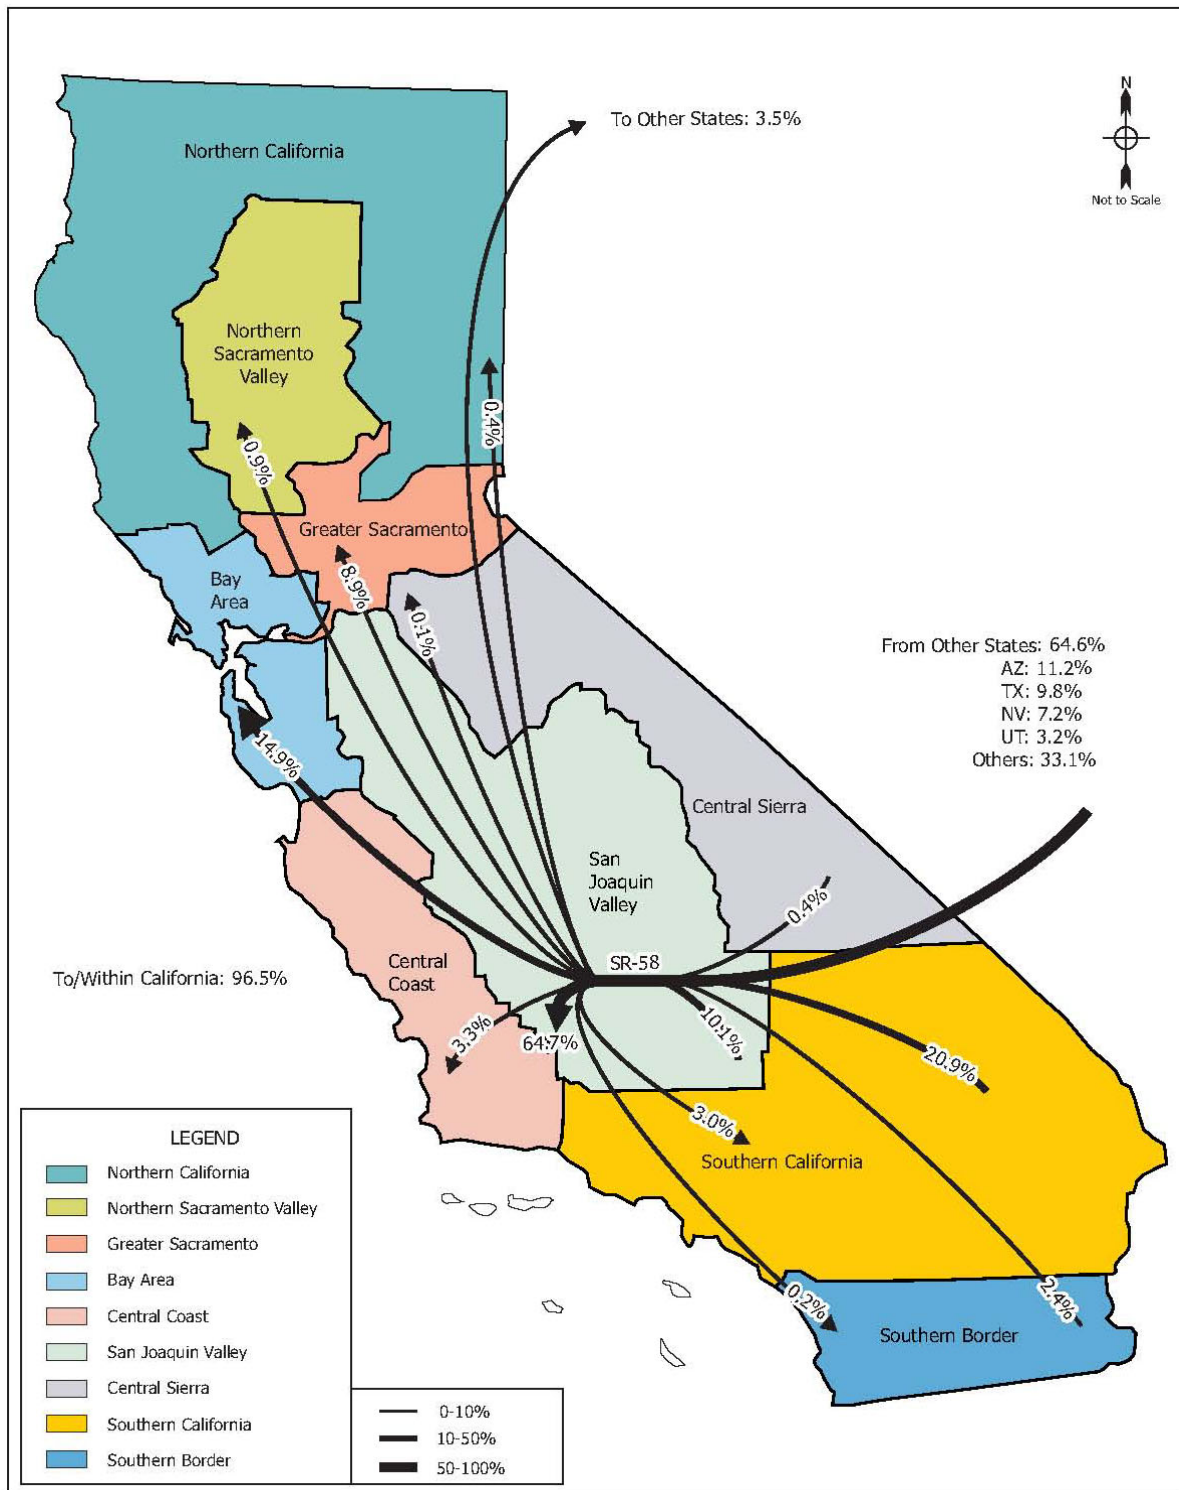 N
Not to Scale
To Other States: 3.5%
Northern California
Northern
Sacramento
Valley
0.4%
0.9%
Greater Sacramento
8.9%
0.1%
Bay
Area
From Other States: 64.6%
AZ: 11.2%
TX: 9.8%
NV: 7.2%
UT: 3.2%
Others: 33.1%
14.9%
Central Sierra
San
Joaquin
Valley
0.4%
SR-58
Central
Coast
To/Within California: 96.5%
3.3%
64.7%
10.1%
20.9%
3.0%
Southern California
0.2%
2.4%
Southern Border
LEGEND
Northern California
Northern Sacramento Valley
Greater Sacramento
Bay Area
Central Coast
San Joaquin Valley
Central Sierra
Southern California
Southern Border
0-10%
10-50%
50-100%